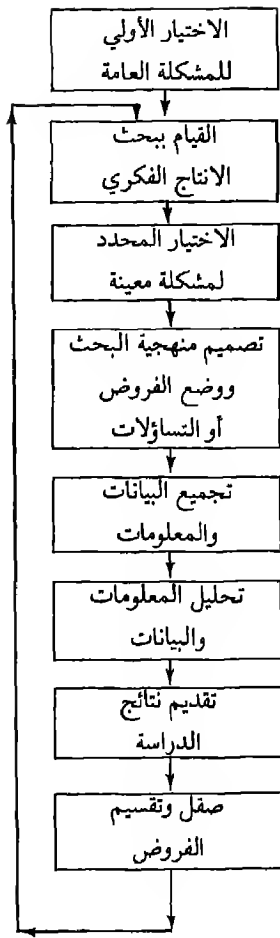 الاختيار الأولي
للمشكلة العامة
القيام ببحث
الانتاج الفكري
الاختيار المحدد
لمشكلة معينة
تصميم منهجية البحث
ووضع الفروض
أو التساؤلات
تجميع البيانات
والمعلومات
تحليل المعلومات
والبيانات
تقديم نتائج
الدراسة
صقل وتقسيم
الفروض